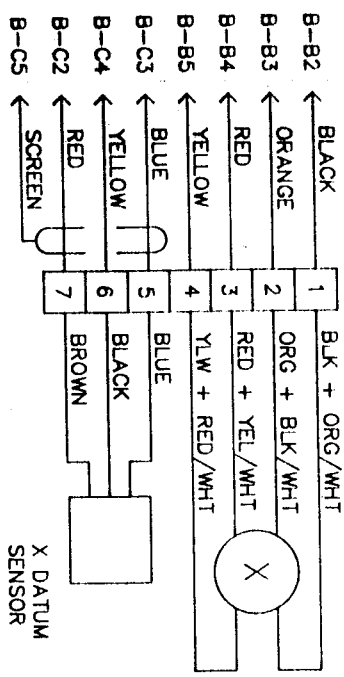 B-B2
B-B3
B-B4
B-B5
B-C3
B-C4
B-C2
B-C5
BLACK
ORANGE
RED
YELLOW
BLUE
YELLOW
RED
SCREEN
1
2
3
4
5
6
7
BLK + ORG/WHT
ORG + BLK/WHT
RED + YEL/WHT
YLW + RED/WHT
BLUE
BLACK
BROWN
X
X DATUM
SENSOR